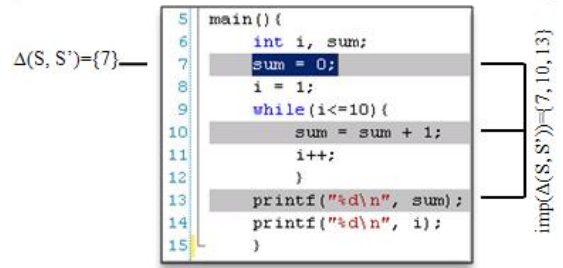 Δ(S, S’)={7}
5 main(){
6 int i, sum;
7 sum = 0;
8 i = 1;
9 while(i<=10){
10 sum = sum + 1;
11 i++;
12 }
13 printf("%d\n", sum);
14 printf("%d\n", i);
15 }
imp(Δ(S,S’))={7, 10, 13}